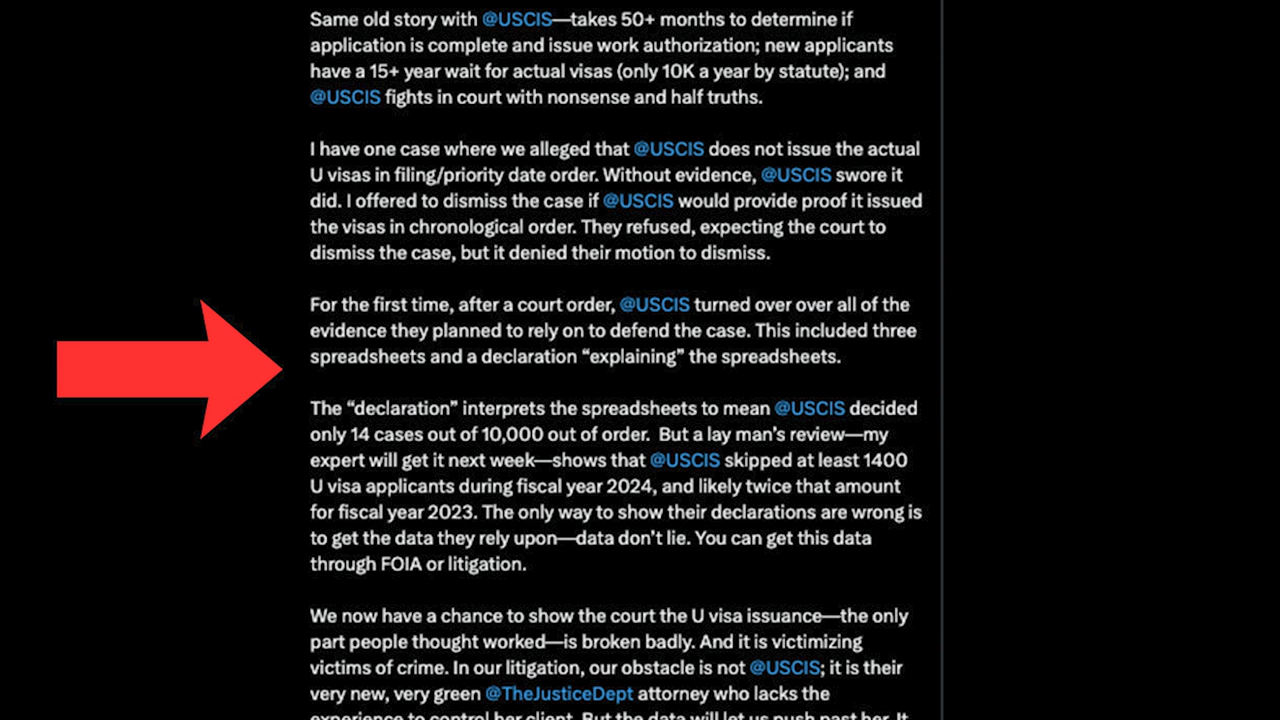 Same old story with @USCIS—takes 50+ months to determine if
application is complete and issue work authorization; new applicants
have a 15+ year wait for actual visas (only 10K a year by statute); and
@USCIS fights in court with nonsense and half truths.
I have one case where we alleged that @USCIS does not issue the actual
U visas in filing/priority date order. Without evidence, @USCIS swore it
did. I offered to dismiss the case if @USCIS would provide proof it issued
the visas in chronological order. They refused, expecting the court to
dismiss the case, but it denied their motion to dismiss.
For the first time, after a court order, @USCIS turned over over all of the
evidence they planned to rely on to defend the case. This included three
spreadsheets and a declaration “explaining” the spreadsheets.
The “declaration” interprets the spreadsheets to mean @USCIS decided
only 14 cases out of 10,000 out of order.  But a lay man’s review—my
expert will get it next week—shows that @USCIS skipped at least 1400
U visa applicants during fiscal year 2024, and likely twice that amount
for fiscal year 2023. The only way to show their declarations are wrong is
to get the data they rely upon—data don’t lie. You can get this data
through FOIA or litigation.
We now have a chance to show the court the U visa issuance—the only
part people thought worked—is broken badly. And it is victimizing
victims of crime. In our litigation, our obstacle is not @USCIS; it is their
very new, very green @TheJusticeDept attorney who lacks the
experience to control her client. But the data will let us push past her. It